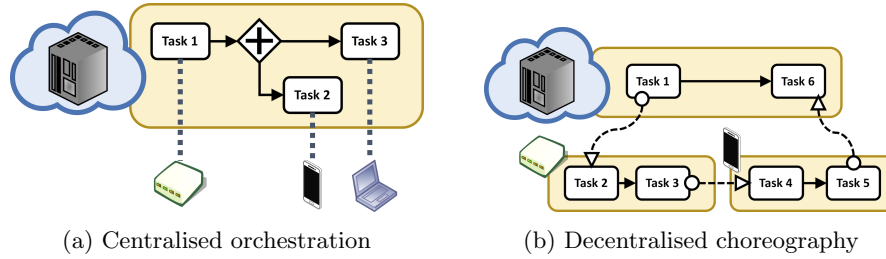 Task 1
Task 3
Task 2
Task 1
Task 6
Task 2
Task 3
Task 4
Task 5
(a) Centralised orchestration
(b) Decentralised choreography